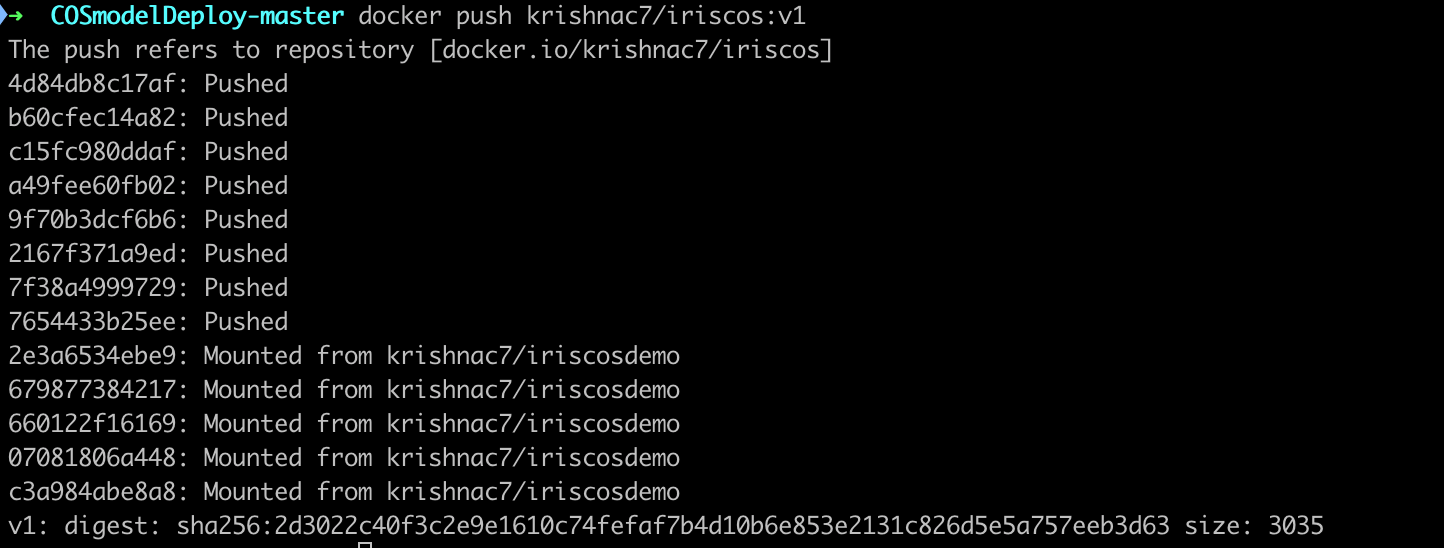 ➜  COSmodelDeploy-master docker push krishnac7/iriscos:v1
The push refers to repository [docker.io/krishnac7/iriscos]
4d84db8c17af: Pushed
b60cfec14a82: Pushed
c15fc980ddaf: Pushed
a49fee60fb02: Pushed
9f70b3dcf6b6: Pushed
2167f371a9ed: Pushed
7f38a4999729: Pushed
7654433b25ee: Pushed
2e3a6534ebe9: Mounted from krishnac7/iriscosdemo
679877384217: Mounted from krishnac7/iriscosdemo
660122f16169: Mounted from krishnac7/iriscosdemo
07081806a448: Mounted from krishnac7/iriscosdemo
c3a984abe8a8: Mounted from krishnac7/iriscosdemo
v1: digest: sha256:2d3022c40f3c2e9e1610c74fefaf7b4d10b6e853e2131c826d5e5a757eeb3d63 size: 3035